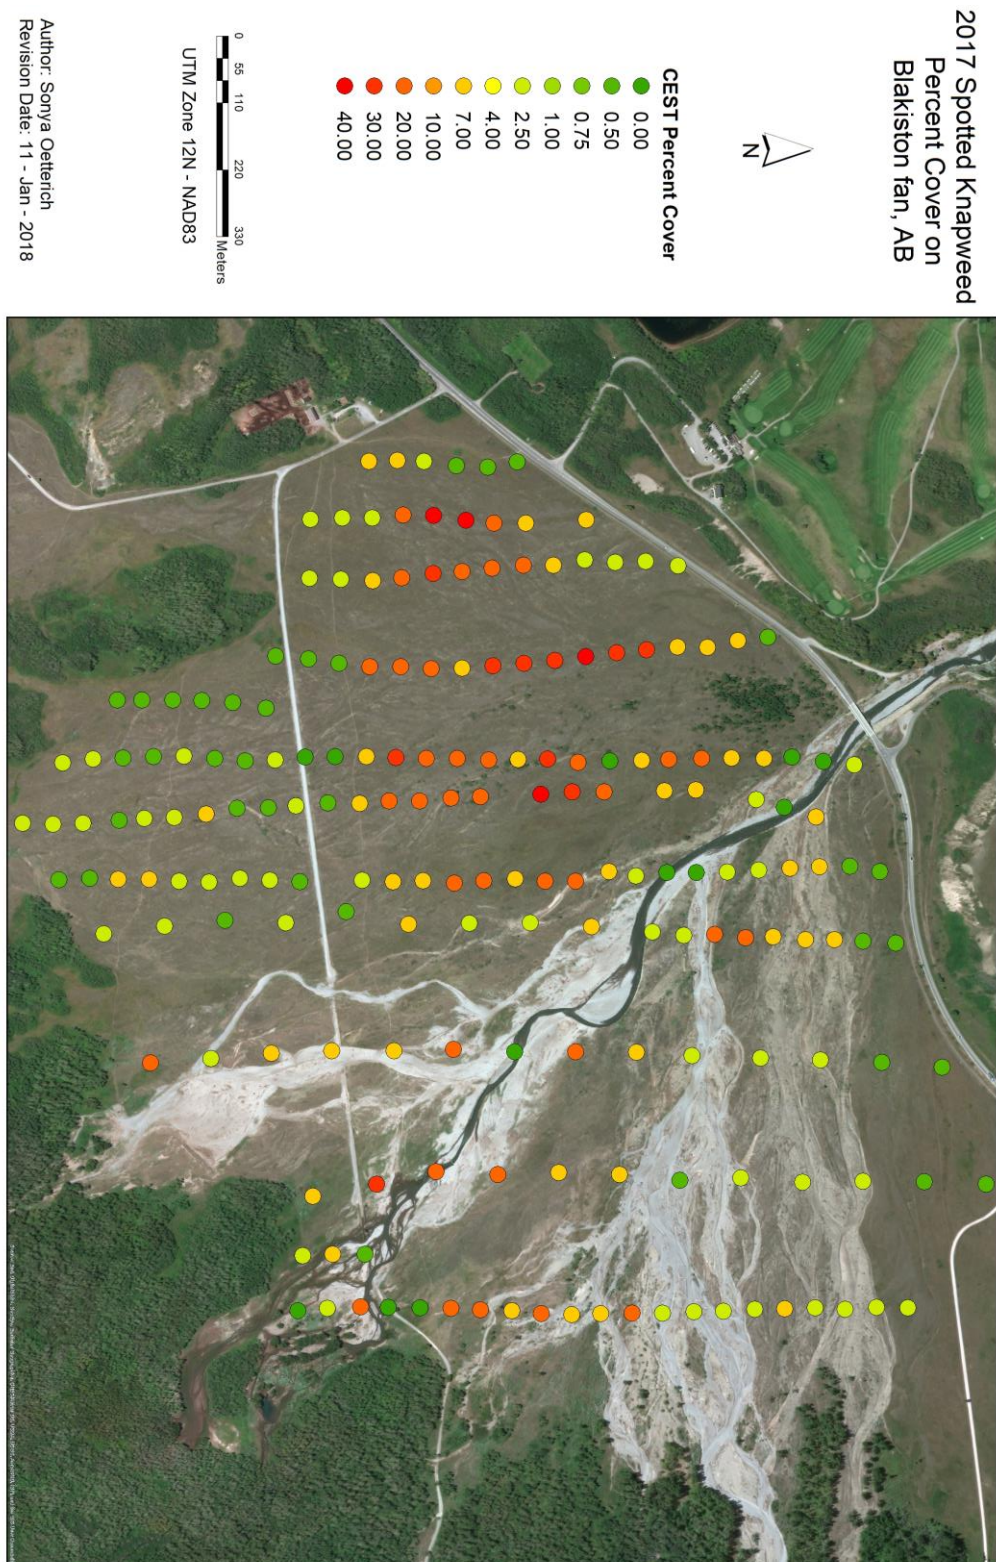 2017 Spotted Knapweed
Percent Cover on
Blakiston fan, AB
N
CEST Percent Cover
0.00
0.50
0.75
1.00
2.50
4.00
7.00
10.00
20.00
30.00
40.00
0 55 110 220 330
Meters
UTM Zone 12N - NAD83
Author: Sonya Oetterich
Revision Date: 11 - Jan - 2018